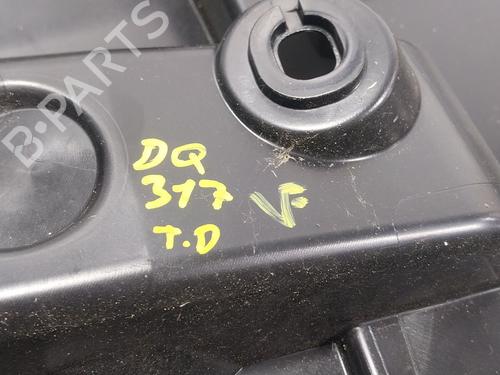 B-PARTS
DQ
317 VF
T.D